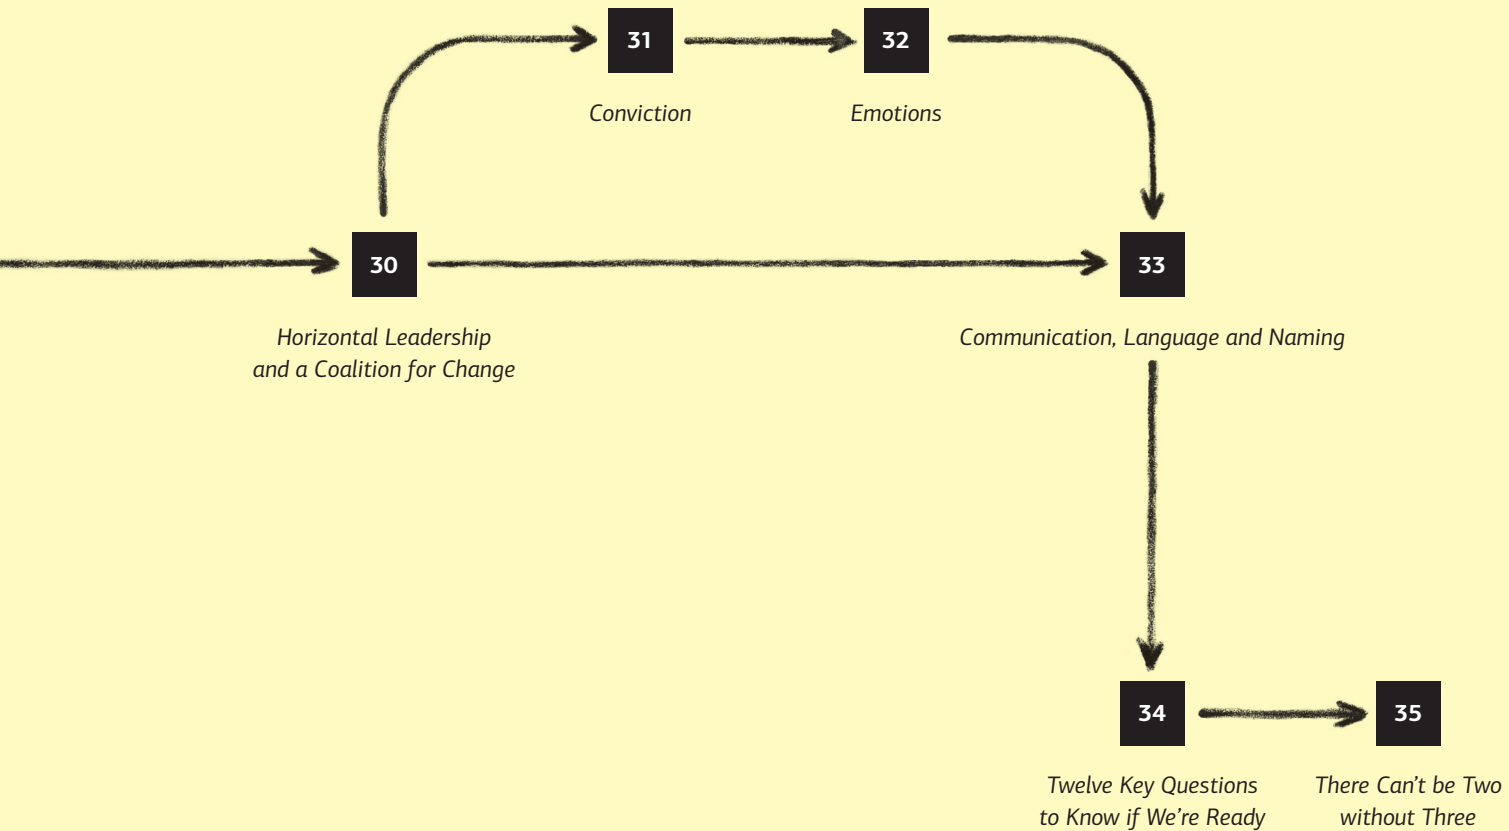 31
32
Conviction
Emotions
30
33
Horizontal Leadership
and a Coalition for Change
Communication, Language and Naming
34
35
Twelve Key Questions
to Know if We’re Ready
There Can’t be Two
without Three